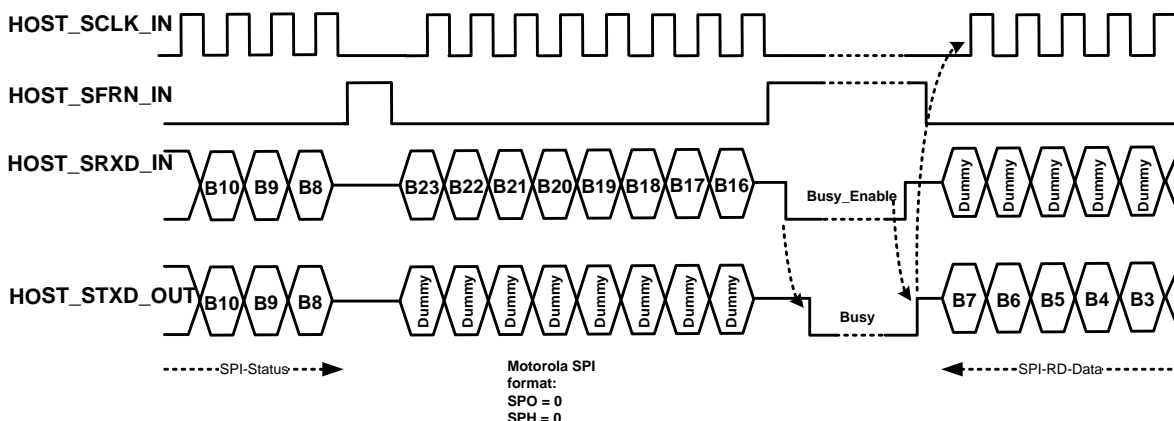 HOST_SCLK_IN
HOST_SFRN_IN
HOST_SRXD_IN
B10 B9 B8 B23 B22 B21 B20 B19 B18 B17 B16 Busy_Enable Dummy Dummy Dummy Dummy Dummy
HOST_STXD_OUT
B10 B9 B8 Dummy Dummy Dummy Dummy Dummy Dummy Dummy Dummy Busy B7 B6 B5 B4 B3
SPI-Status
Motorola SPI
format:
SPO = 0
SPH = 0
SPI-RD-Data